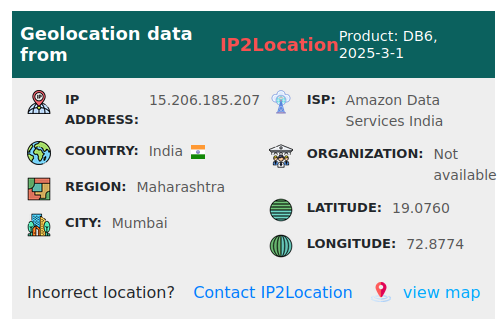 Geolocation data from IP2Location Product: DB6, 2025-3-1
IP ADDRESS: 15.206.185.207
COUNTRY: India
REGION: Maharashtra
CITY: Mumbai
ISP: Amazon Data Services India
ORGANIZATION: Not available
LATITUDE: 19.0760
LONGITUDE: 72.8774
Incorrect location? Contact IP2Location view map